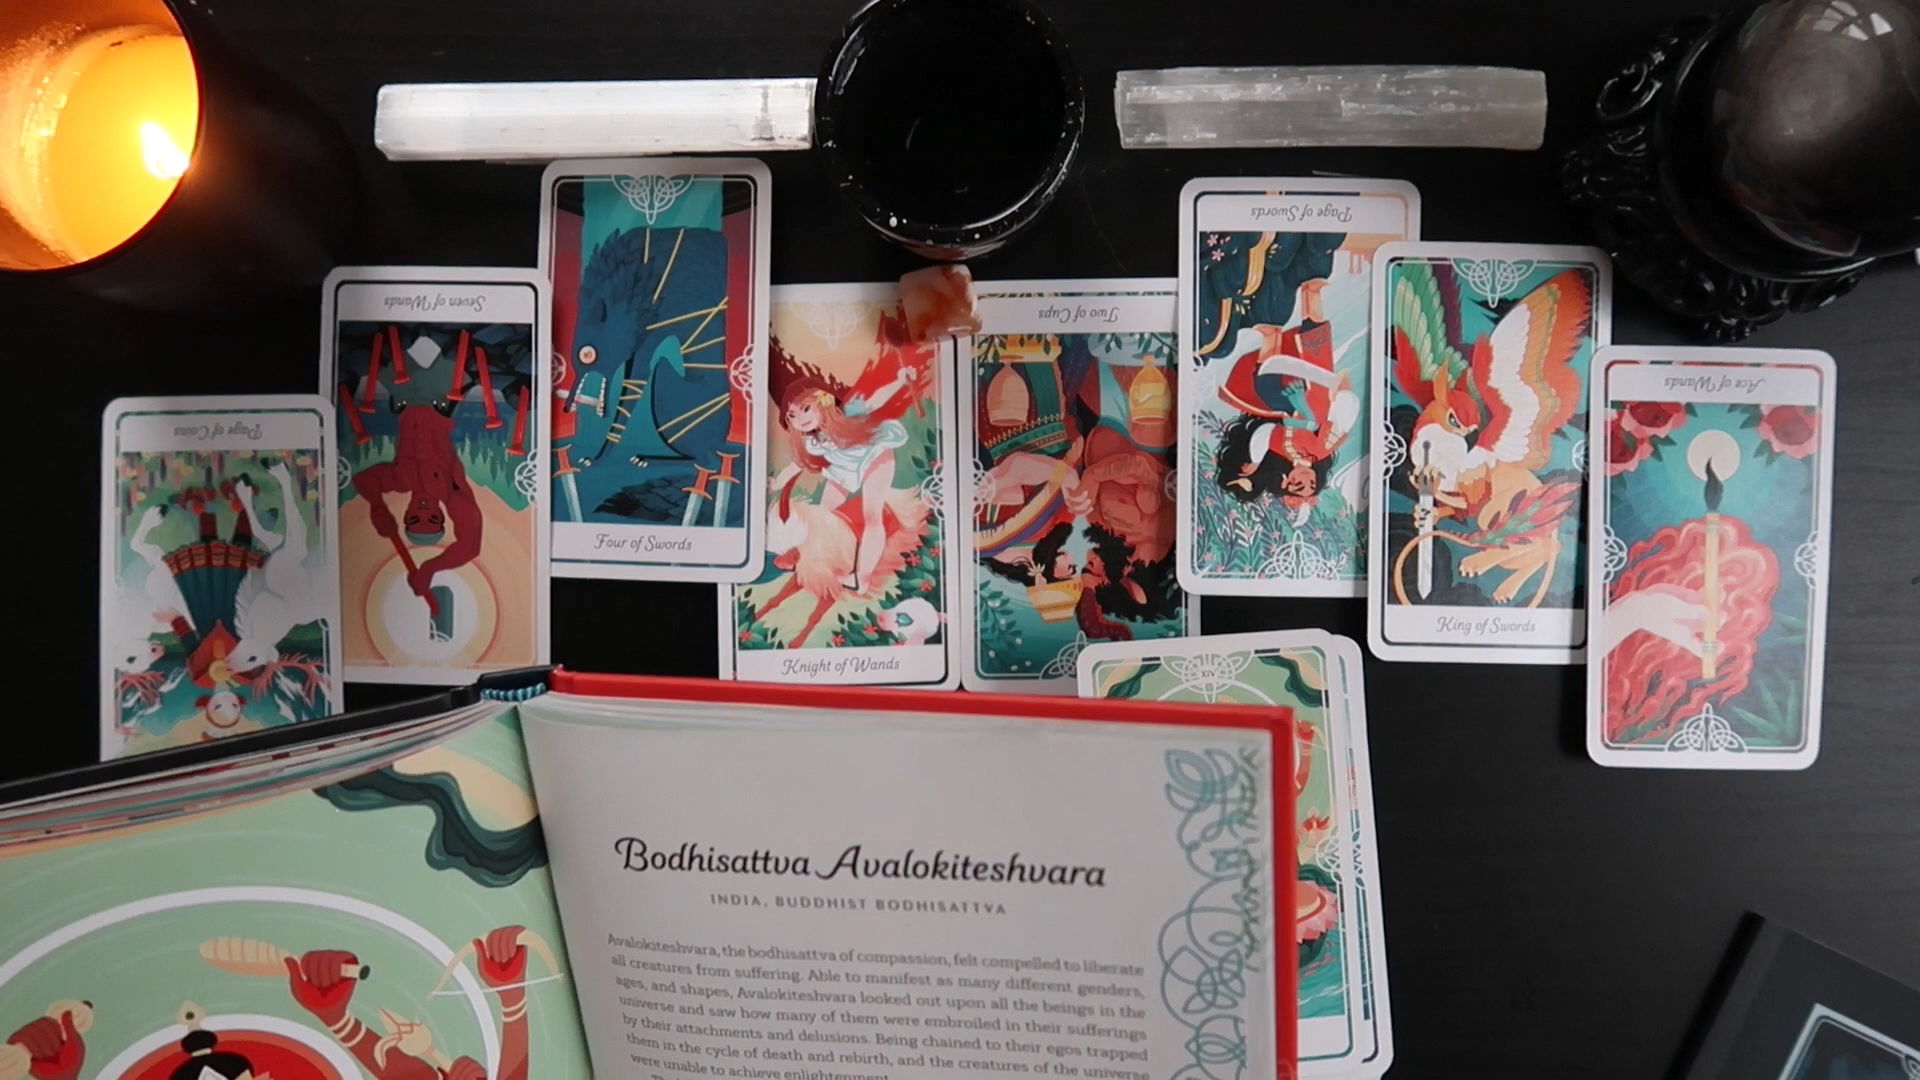 Page of Swords
Seven of Wands
Two of Cups
Ace of Wands
Page of Coins
Four of Swords
King of Swords
Knight of Wands
XIV
Bodhisattva Avalokiteshvara
INDIA, BUDDHIST BODHISATTVA
Avalokiteshvara, the bodhisattva of compassion, felt compelled to liberate
all creatures from suffering. Able to manifest as many different genders,
ages, and shapes, Avalokiteshvara looked out upon all the beings in the
universe and saw how many of them were embroiled in their sufferings
by their attachments and delusions. Being chained to their egos trapped
them in the cycle of death and rebirth, and the creatures of the universe
were unable to achieve enlightenment.